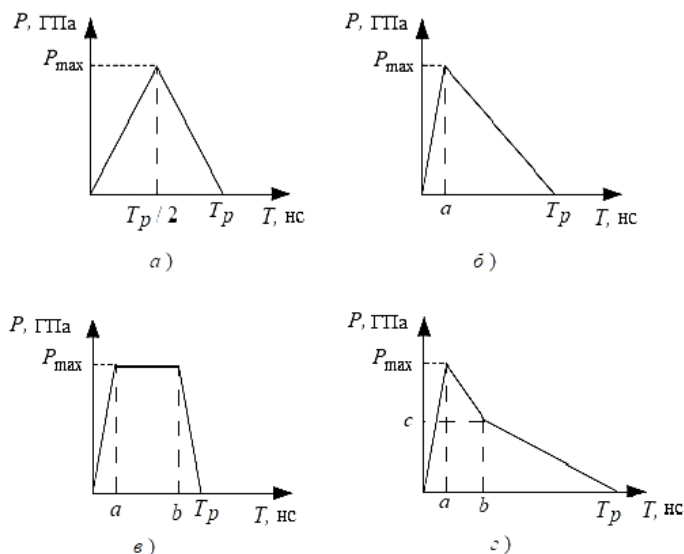 P, ГПа
P_max
T_p / 2
T_p
T, нс
а )
P, ГПа
P_max
a
T_p
T, нс
б )
P, ГПа
P_max
a
b
T_p
T, нс
в )
P, ГПа
P_max
c
a
b
T_p
T, нс
г )